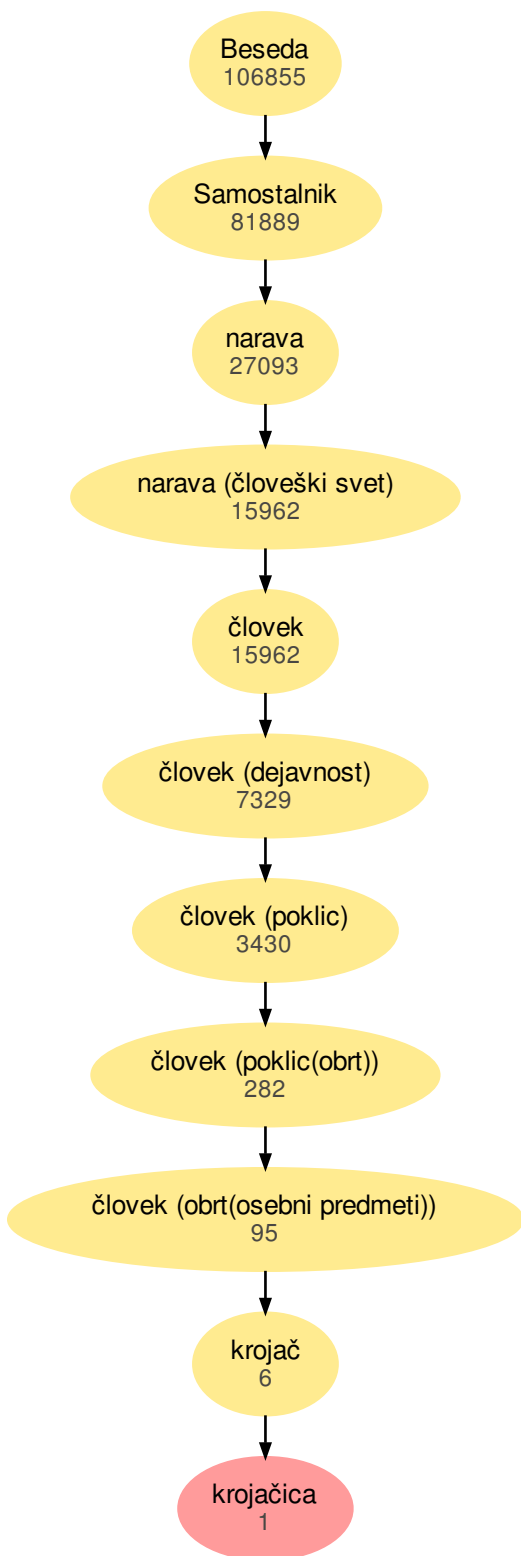 Beseda
106855
Samostalnik
81889
narava
27093
narava (človeški svet)
15962
človek
15962
človek (dejavnost)
7329
človek (poklic)
3430
človek (poklic(obrt))
282
človek (obrt(osebni predmeti))
95
krojač
6
krojačica
1